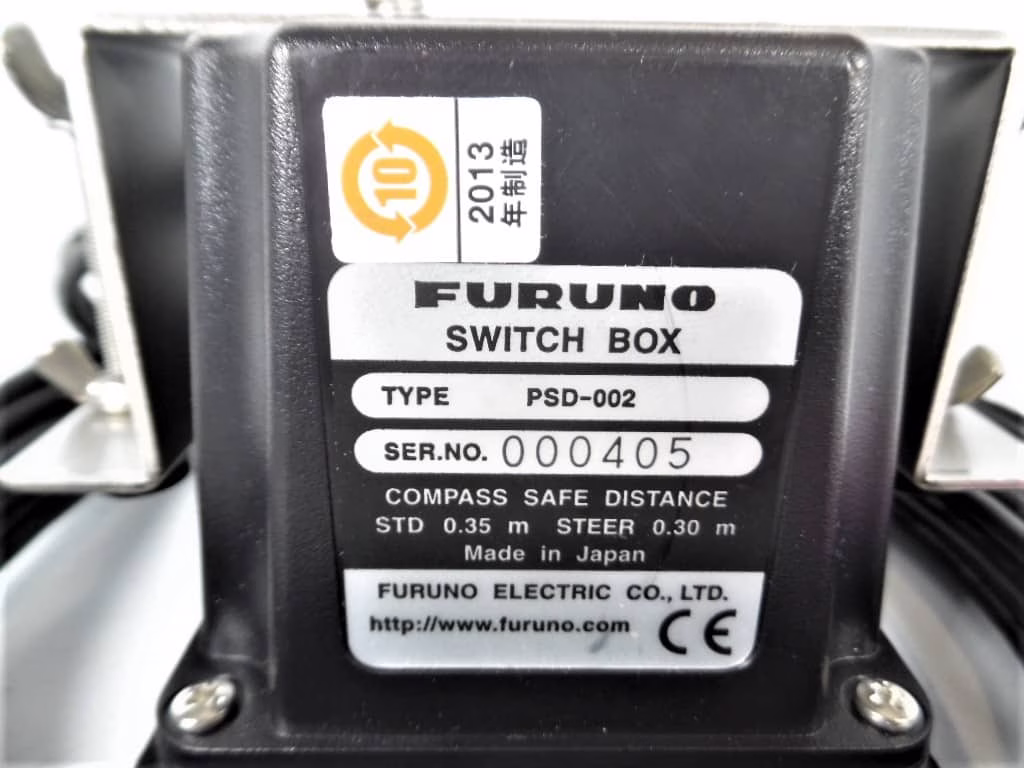 10
2013
年制造
FURUNO
SWITCH BOX
TYPE PSD-002
SER.NO. 000405
COMPASS SAFE DISTANCE
STD 0.35 m STEER 0.30 m
Made in Japan
FURUNO ELECTRIC CO., LTD.
http://www.furuno.com CE